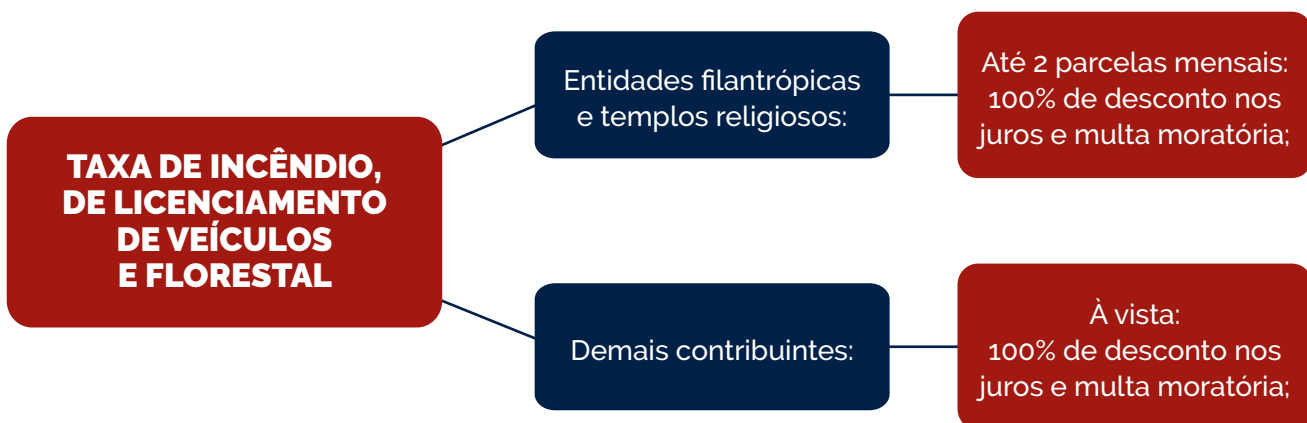 TAXA DE INCÊNDIO,
DE LICENCIAMENTO
DE VEÍCULOS
E FLORESTAL
Entidades filantrópicas
e templos religiosos:
Até 2 parcelas mensais:
100% de desconto nos
juros e multa moratória;
Demais contribuintes:
À vista:
100% de desconto nos
juros e multa moratória;